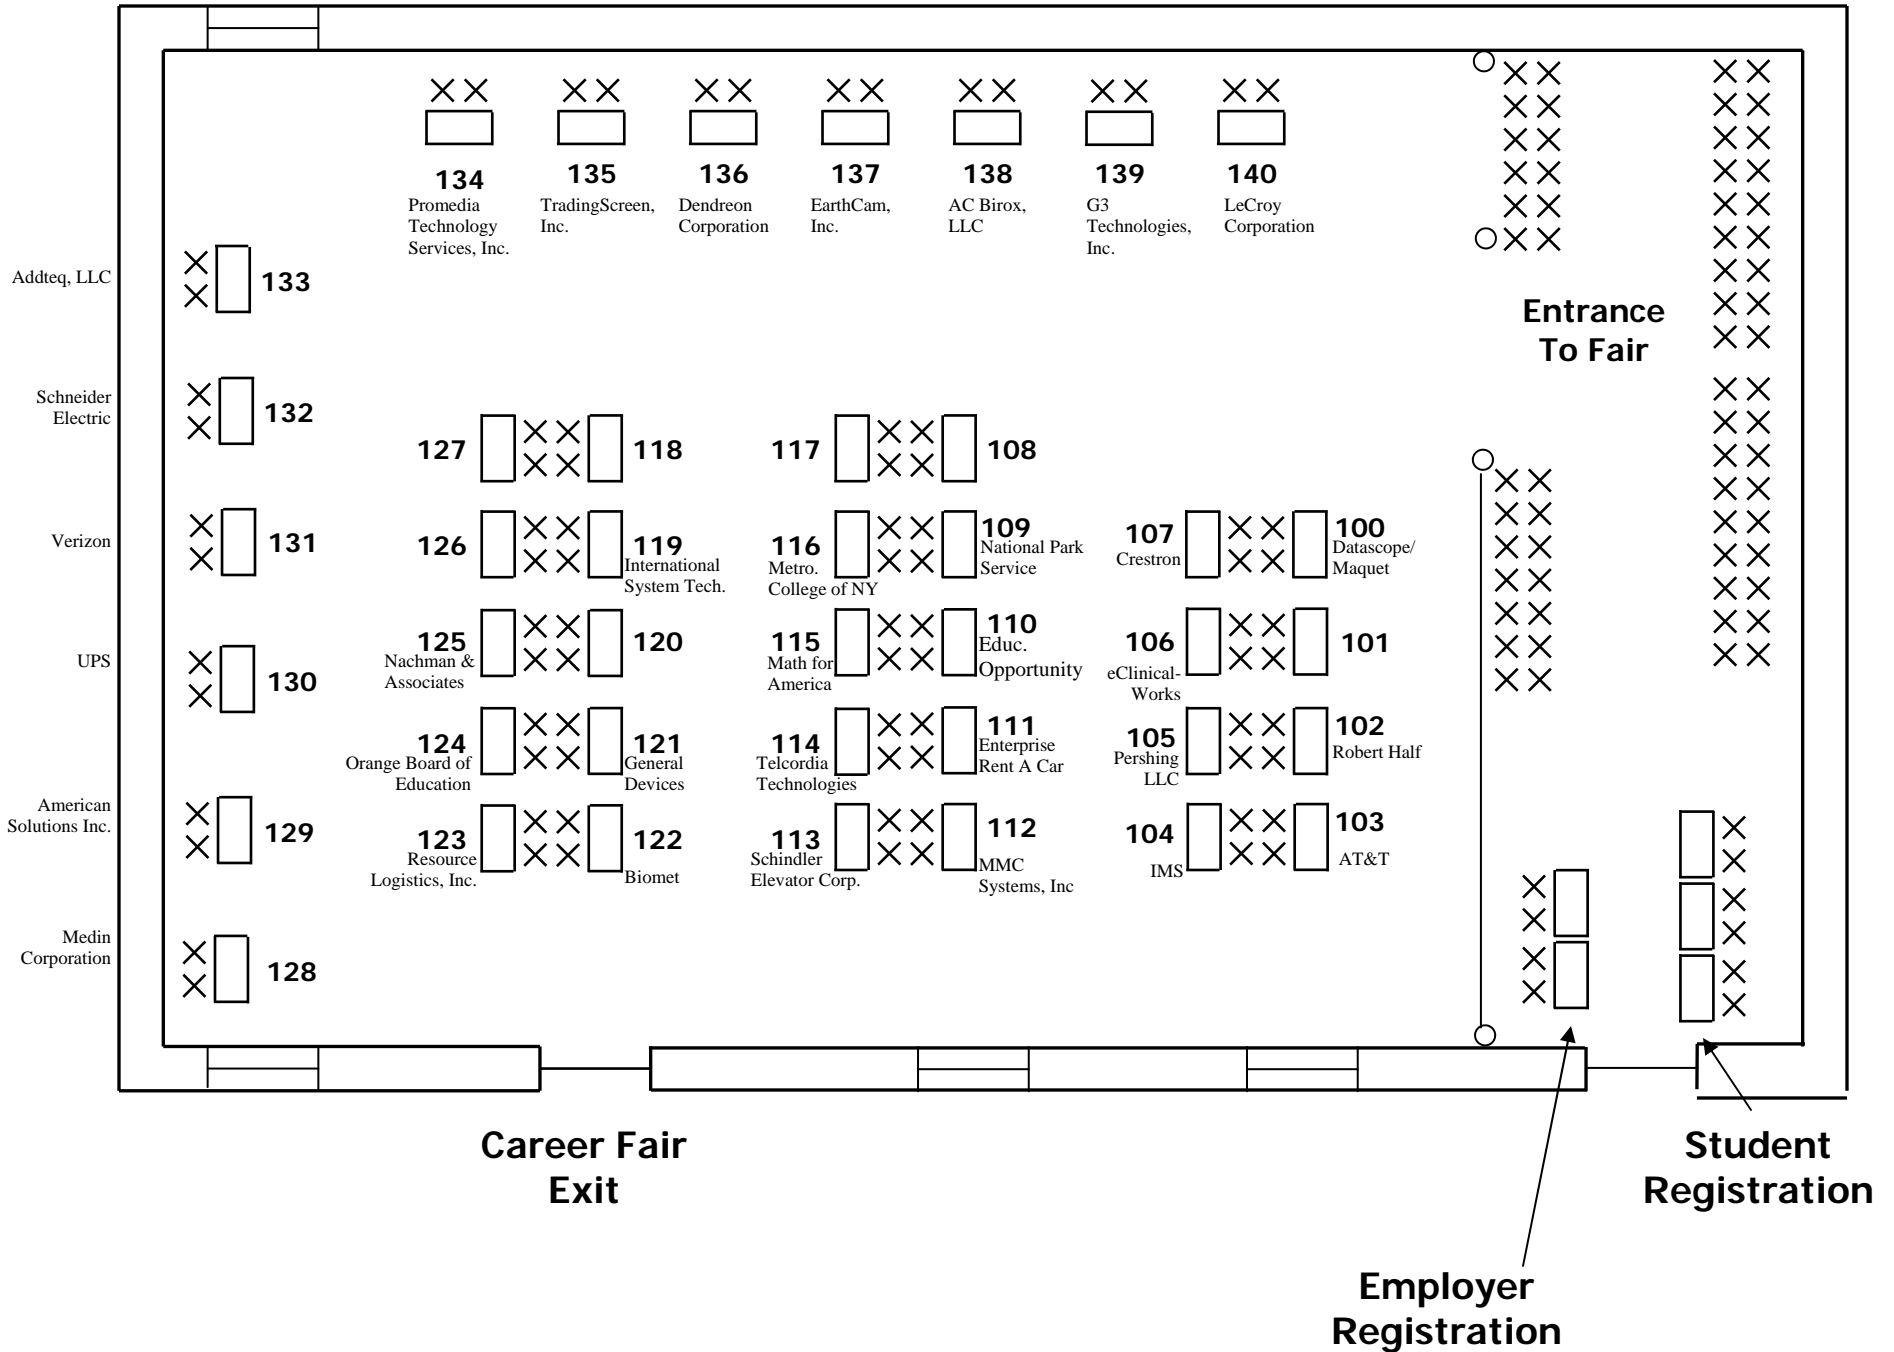 134
Promedia
Technology
Services, Inc.
135
TradingScreen,
Inc.
136
Dendreon
Corporation
137
EarthCam,
Inc.
138
AC Birox,
LLC
139
G3
Technologies,
Inc.
140
LeCroy
Corporation
Entrance
To Fair
Addteq, LLC
133
Schneider
Electric
132
Verizon
131
UPS
130
American
Solutions Inc.
129
Medin
Corporation
128
127
118
126
119
International
System Tech.
125
Nachman &
Associates
120
124
Orange Board of
Education
121
General
Devices
123
Resource
Logistics, Inc.
122
Biomet
117
108
116
Metro.
College of NY
109
National Park
Service
115
Math for
America
110
Educ.
Opportunity
114
Telcordia
Technologies
111
Enterprise
Rent A Car
113
Schindler
Elevator Corp.
112
MMC
Systems, Inc
107
Crestron
100
Datascope/
Maquet
106
eClinical-
Works
101
105
Pershing
LLC
102
Robert Half
104
IMS
103
AT&T
Career Fair
Exit
Student
Registration
Employer
Registration